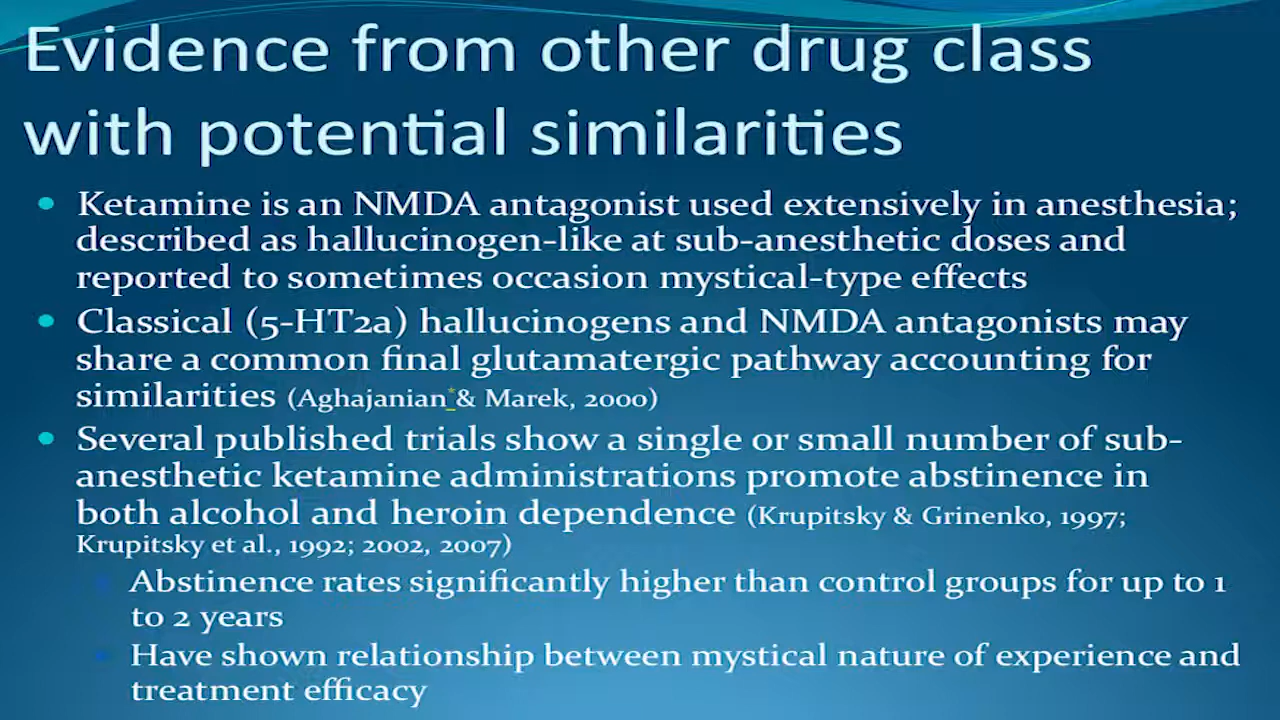 Evidence from other drug class
with potential similarities
• Ketamine is an NMDA antagonist used extensively in anesthesia;
described as hallucinogen-like at sub-anesthetic doses and
reported to sometimes occasion mystical-type effects
• Classical (5-HT2a) hallucinogens and NMDA antagonists may
share a common final glutamatergic pathway accounting for
similarities (Aghajanian*& Marek, 2000)
• Several published trials show a single or small number of sub-
anesthetic ketamine administrations promote abstinence in
both alcohol and heroin dependence (Krupitsky & Grinenko, 1997;
Krupitsky et al., 1992; 2002, 2007)
Abstinence rates significantly higher than control groups for up to 1
to 2 years
Have shown relationship between mystical nature of experience and
treatment efficacy